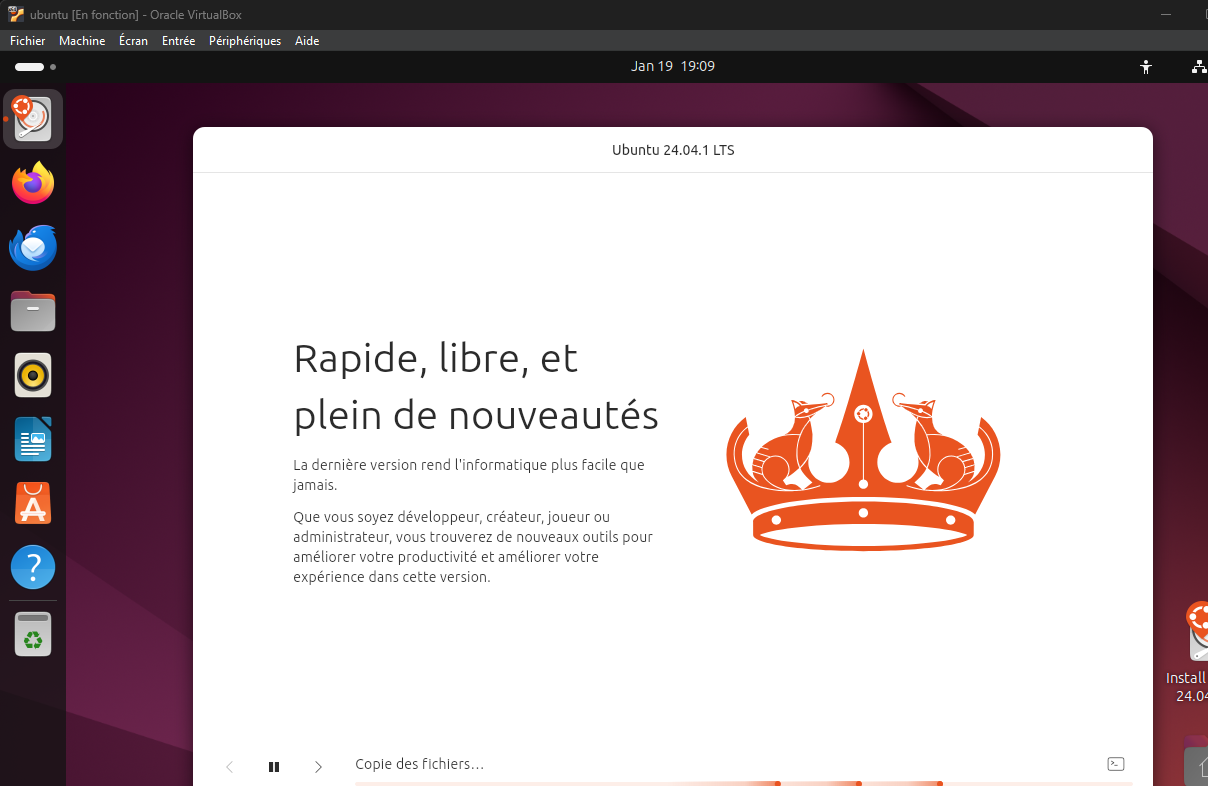 ubuntu [En fonction] - Oracle VirtualBox
Fichier Machine Écran Entrée Périphériques Aide
Jan 19 19:09
Ubuntu 24.04.1 LTS
Rapide, libre, et
plein de nouveautés
La dernière version rend l'informatique plus facile que
jamais.
Que vous soyez développeur, créateur, joueur ou
administrateur, vous trouverez de nouveaux outils pour
améliorer votre productivité et améliorer votre
expérience dans cette version.
Install
24.04
Copie des fichiers...